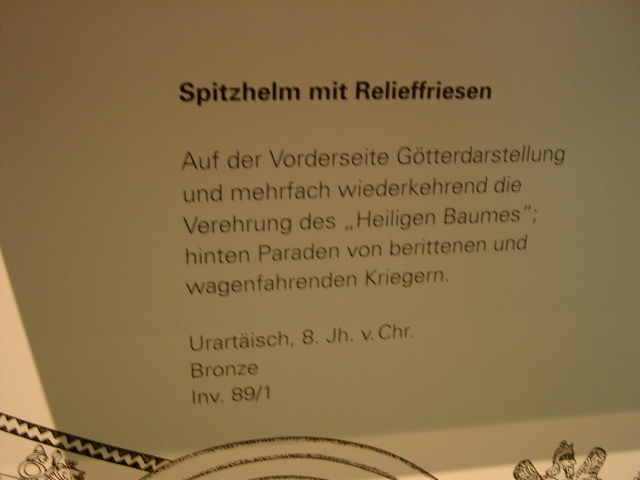 Spitzhelm mit Relieffriesen
Auf der Vorderseite Götterdarstellung
und mehrfach wiederkehrend die
Verehrung des „Heiligen Baumes";
hinten Paraden von berittenen und
wagenfahrenden Kriegern.
Urartäisch, 8. Jh. v. Chr.
Bronze
Inv. 89/1